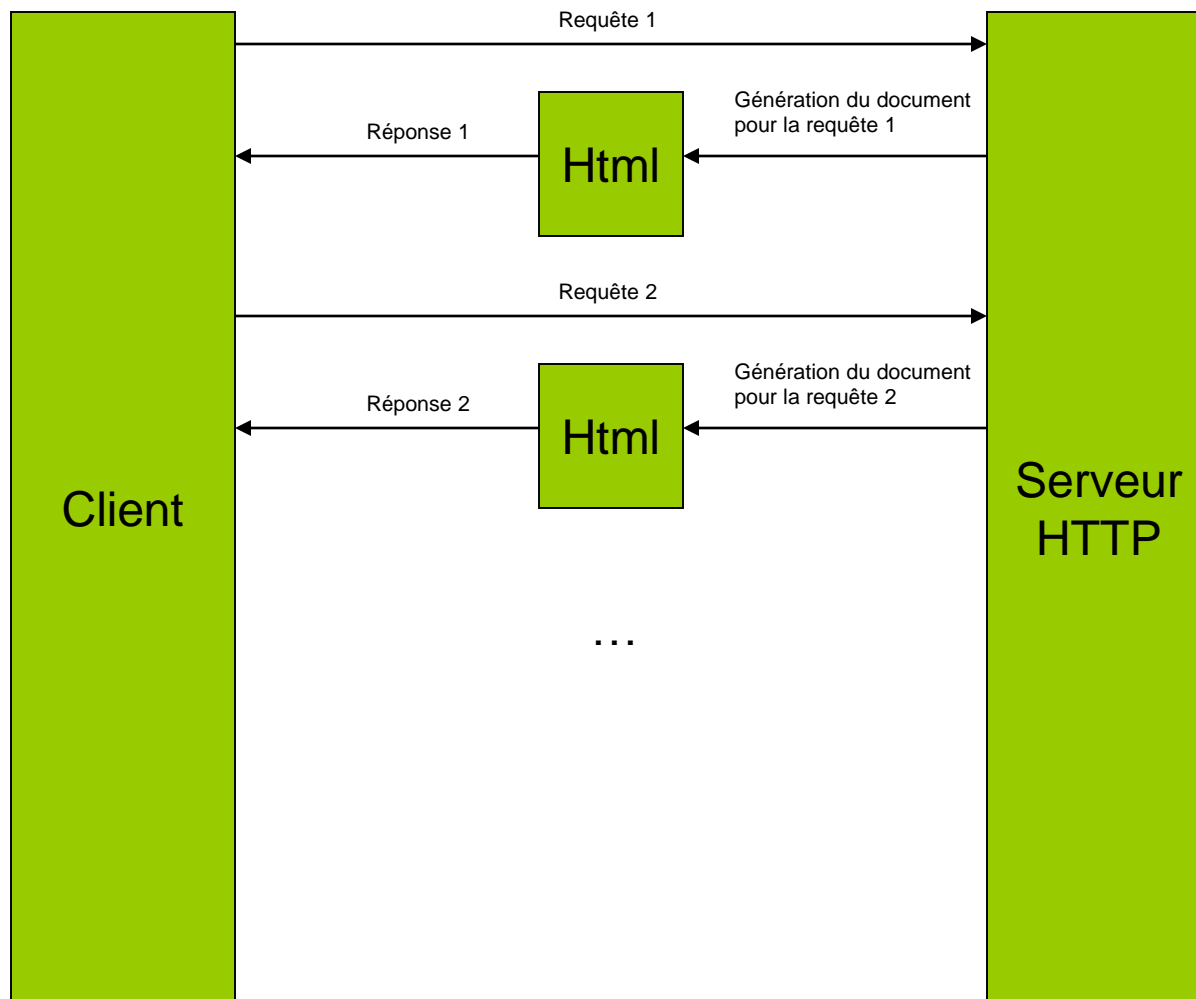 Requête 1
Génération du document
pour la requête 1
Réponse 1
Html
Requête 2
Génération du document
pour la requête 2
Réponse 2
Html
Client
Serveur
HTTP
...